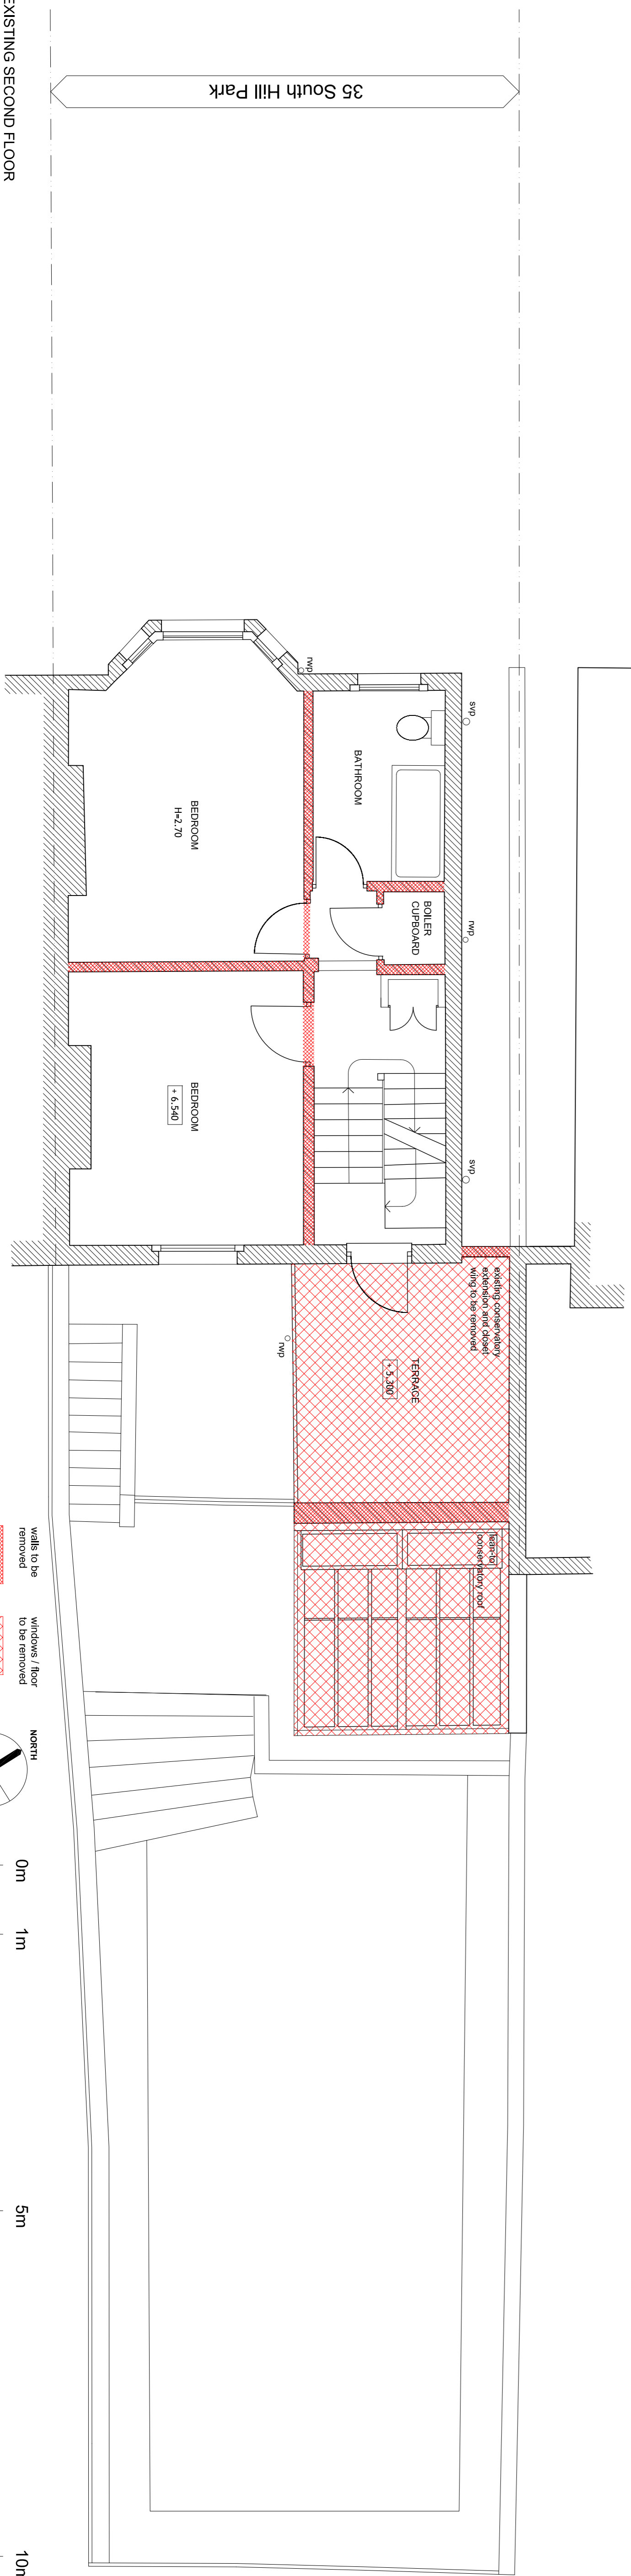 EXISTING SECOND FLOOR
35 South Hill Park
rwp
svp
BATHROOM
BEDROOM
H=2.70
BOILER
CUPBOARD
rwp
BEDROOM
+ 6.540
svp
existing conservatory
extension and closet
wing to be removed
TERRACE
+ 5.300
rwp
lean-to
conservatory roof
walls to be
removed
windows / floor
to be removed
NORTH
0m
1m
5m
10m